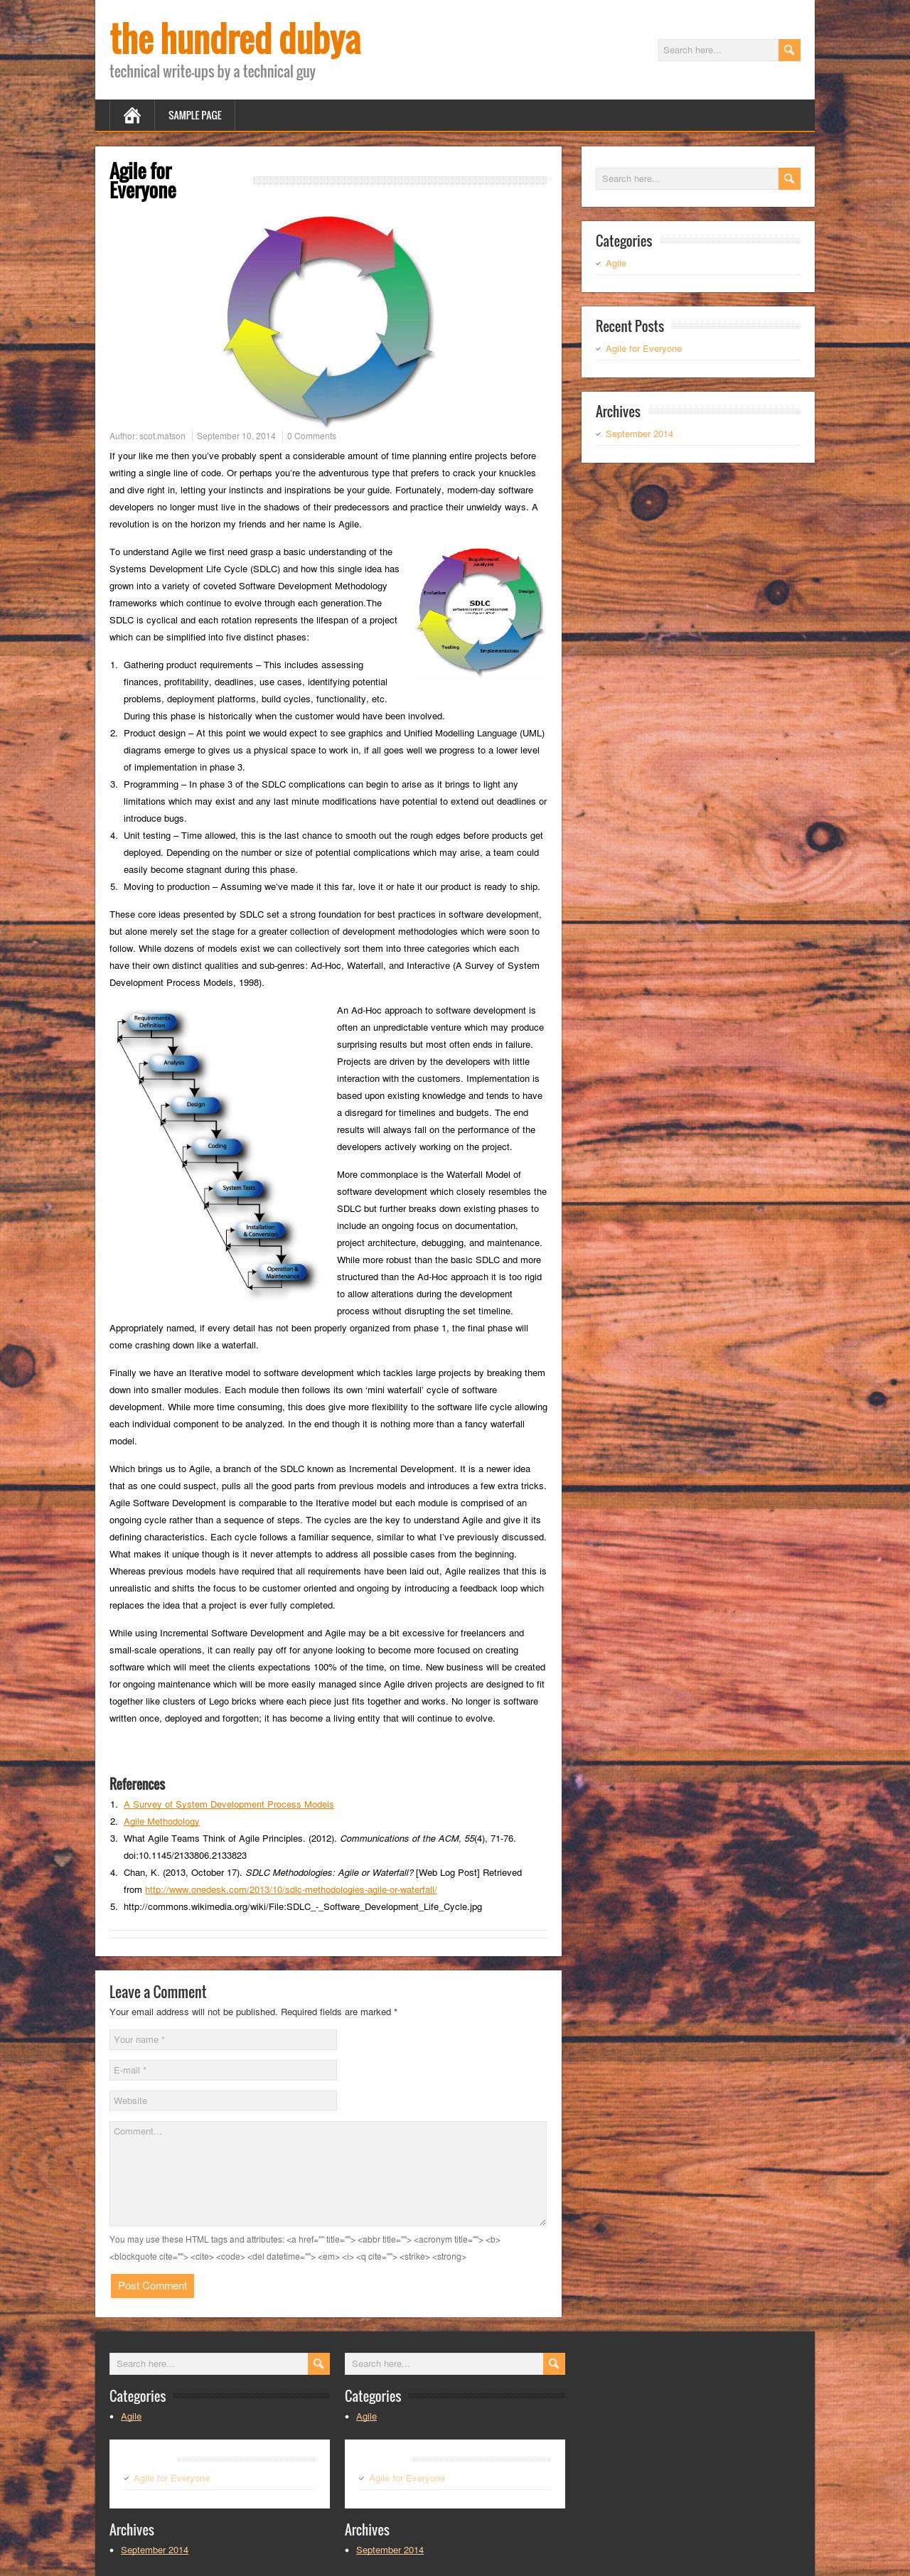 the hundred dubya
technical write-ups by a technical guy
Search here...
SAMPLE PAGE
Agile for
Everyone
Author: scot.matson
September 10, 2014
0 Comments
If your like me then you've probably spent a considerable amount of time planning entire projects before
writing a single line of code. Or perhaps you're the adventurous type that prefers to crack your knuckles
and dive right in, letting your instincts and inspirations be your guide. Fortunately, modern-day software
developers no longer must live in the shadows of their predecessors and practice their unwieldy ways. A
revolution is on the horizon my friends and her name is Agile.
To understand Agile we first need grasp a basic understanding of the
Systems Development Life Cycle (SDLC) and how this single idea has
grown into a variety of coveted Software Development Methodology
frameworks which continue to evolve through each generation.The
SDLC is cyclical and each rotation represents the lifespan of a project
which can be simplified into five distinct phases:
Requirement
Analysis
Design
Implementation
Testing
Evolution
SDLC
1. Gathering product requirements – This includes assessing
finances, profitability, deadlines, use cases, identifying potential
problems, deployment platforms, build cycles, functionality, etc.
During this phase is historically when the customer would have been involved.
2. Product design – At this point we would expect to see graphics and Unified Modelling Language (UML)
diagrams emerge to gives us a physical space to work in, if all goes well we progress to a lower level
of implementation in phase 3.
3. Programming – In phase 3 of the SDLC complications can begin to arise as it brings to light any
limitations which may exist and any last minute modifications have potential to extend out deadlines or
introduce bugs.
4. Unit testing – Time allowed, this is the last chance to smooth out the rough edges before products get
deployed. Depending on the number or size of potential complications which may arise, a team could
easily become stagnant during this phase.
5. Moving to production – Assuming we've made it this far, love it or hate it our product is ready to ship.
These core ideas presented by SDLC set a strong foundation for best practices in software development,
but alone merely set the stage for a greater collection of development methodologies which were soon to
follow. While dozens of models exist we can collectively sort them into three categories which each
have their own distinct qualities and sub-genres: Ad-Hoc, Waterfall, and Interactive (A Survey of System
Development Process Models, 1998).
Requirements
Definition
Analysis
Design
Coding
System Tests
Installation
& Conversion
Operation &
Maintenance
An Ad-Hoc approach to software development is
often an unpredictable venture which may produce
surprising results but most often ends in failure.
Projects are driven by the developers with little
interaction with the customers. Implementation is
based upon existing knowledge and tends to have
a disregard for timelines and budgets. The end
results will always fall on the performance of the
developers actively working on the project.
More commonplace is the Waterfall Model of
software development which closely resembles the
SDLC but further breaks down existing phases to
include an ongoing focus on documentation,
project architecture, debugging, and maintenance.
While more robust than the basic SDLC and more
structured than the Ad-Hoc approach it is too rigid
to allow alterations during the development
process without disrupting the set timeline.
Appropriately named, if every detail has not been properly organized from phase 1, the final phase will
come crashing down like a waterfall.
Finally we have an Iterative model to software development which tackles large projects by breaking them
down into smaller modules. Each module then follows its own 'mini waterfall' cycle of software
development. While more time consuming, this does give more flexibility to the software life cycle allowing
each individual component to be analyzed. In the end though it is nothing more than a fancy waterfall
model.
Which brings us to Agile, a branch of the SDLC known as Incremental Development. It is a newer idea
that as one could suspect, pulls all the good parts from previous models and introduces a few extra tricks.
Agile Software Development is comparable to the Iterative model but each module is comprised of an
ongoing cycle rather than a sequence of steps. The cycles are the key to understand Agile and give it its
defining characteristics. Each cycle follows a familiar sequence, similar to what I've previously discussed.
What makes it unique though is it never attempts to address all possible cases from the beginning.
Whereas previous models have required that all requirements have been laid out, Agile realizes that this is
unrealistic and shifts the focus to be customer oriented and ongoing by introducing a feedback loop which
replaces the idea that a project is ever fully completed.
While using Incremental Software Development and Agile may be a bit excessive for freelancers and
small-scale operations, it can really pay off for anyone looking to become more focused on creating
software which will meet the clients expectations 100% of the time, on time. New business will be created
for ongoing maintenance which will be more easily managed since Agile driven projects are designed to fit
together like clusters of Lego bricks where each piece just fits together and works. No longer is software
written once, deployed and forgotten; it has become a living entity that will continue to evolve.
References
1. A Survey of System Development Process Models
2. Agile Methodology
3. What Agile Teams Think of Agile Principles. (2012). Communications of the ACM, 55(4), 71-76.
doi:10.1145/2133806.2133823
4. Chan, K. (2013, October 17). SDLC Methodologies: Agile or Waterfall? [Web Log Post] Retrieved
from http://www.onedesk.com/2013/10/sdlc-methodologies-agile-or-waterfall/
5. http://commons.wikimedia.org/wiki/File:SDLC_-_Software_Development_Life_Cycle.jpg
Search here...
Categories
Agile
Recent Posts
Agile for Everyone
Archives
September 2014
Leave a Comment
Your email address will not be published. Required fields are marked *
Your name *
E-mail *
Website
Comment...
You may use these HTML tags and attributes: <a href="" title=""> <abbr title=""> <acronym title=""> <b>
<blockquote cite=""> <cite> <code> <del datetime=""> <em> <i> <q cite=""> <strike> <strong>
Post Comment
Search here...
Categories
Agile
Agile for Everyone
Archives
September 2014
Search here...
Categories
Agile
Agile for Everyone
Archives
September 2014